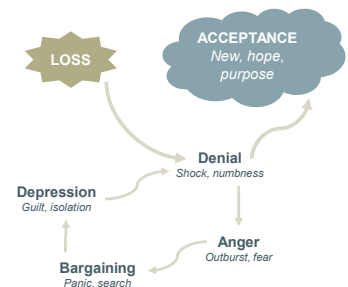 LOSS
ACCEPTANCE
New, hope,
purpose
Denial
Shock, numbness
Depression
Guilt, isolation
Anger
Outburst, fear
Bargaining
Panic, search